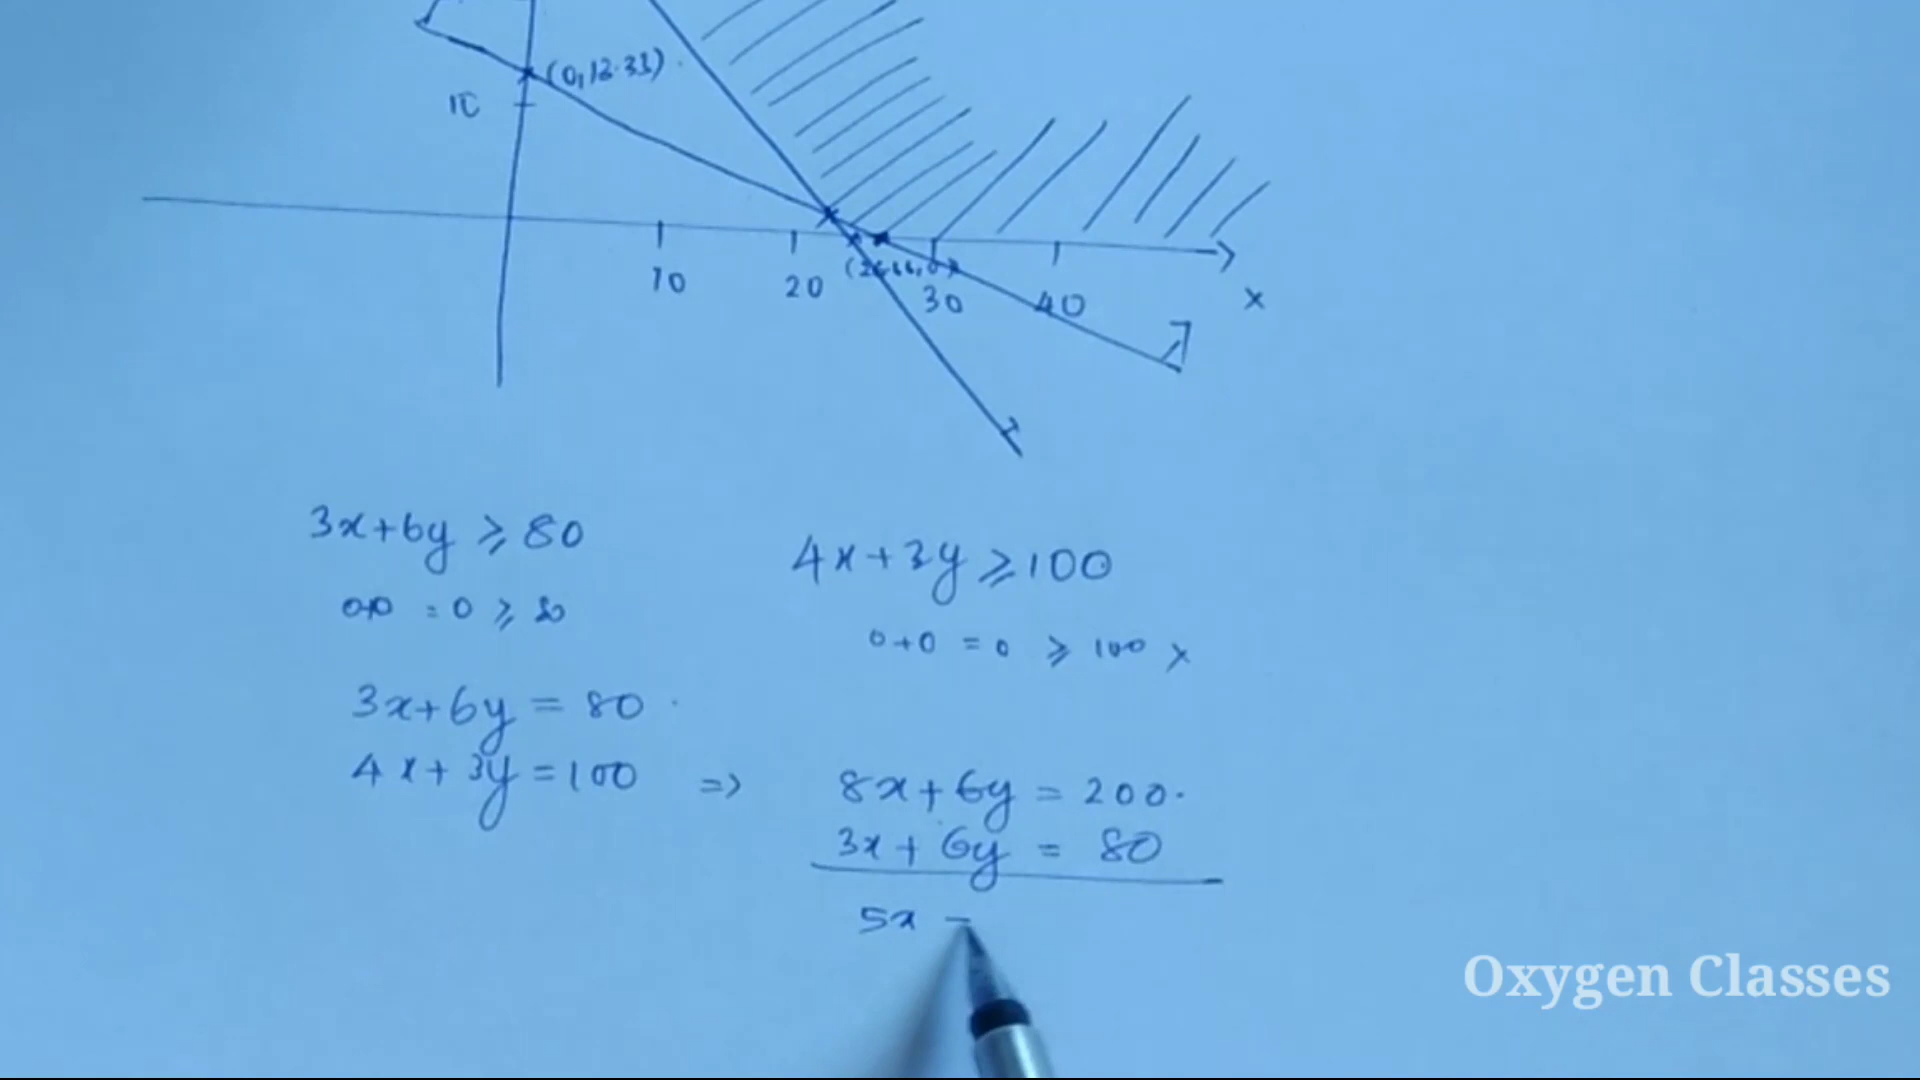 (0,13.33)
10
10
20
30
40
x
3x+6y ⩾ 80
4x+3y ⩾ 100
0+0 = 0 ⩾ 80
0+0 = 0 ⩾ 100 x
3x+6y = 80
4x+3y = 100 => 8x+6y = 200.
3x + 6y = 80
5x =
Oxygen Classes